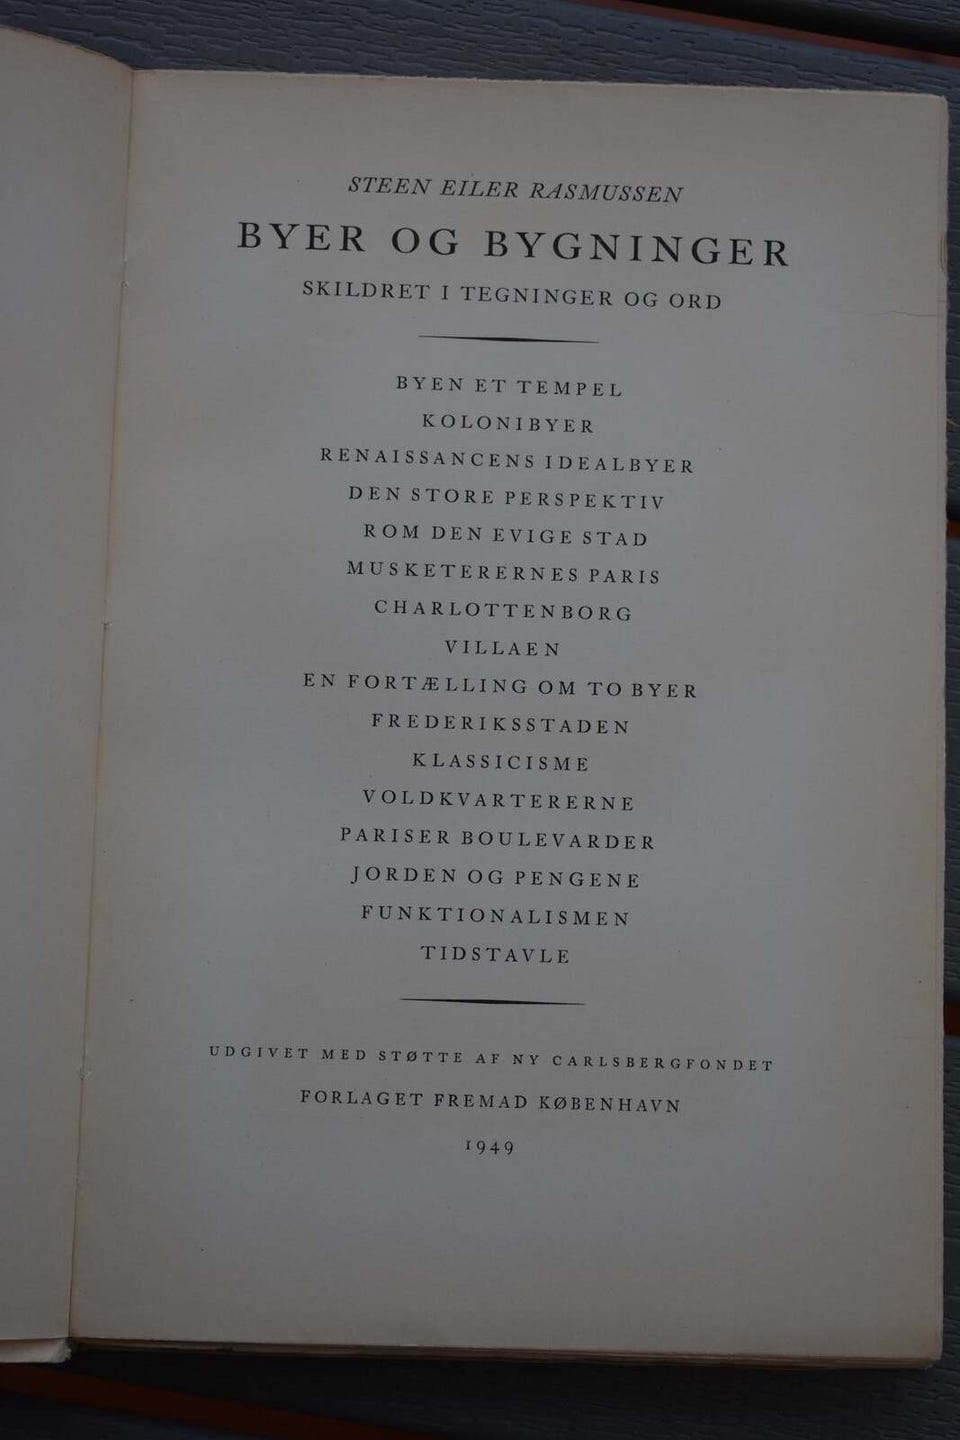 STEEN EILER RASMUSSEN
BYER OG BYGNINGER
SKILDRET I TEGNINGER OG ORD
BYEN ET TEMPEL
KOLONIBYER
RENAISSANCENS IDEALBYER
DEN STORE PERSPEKTIV
ROM DEN EVIGE STAD
MUSKETERERNES PARIS
CHARLOTTENBORG
VILLAEN
EN FORTÆLLING OM TO BYER
FREDERIKSSTADEN
KLASSICISME
VOLDKVARTERERNE
PARISER BOULEVARDER
JORDEN OG PENGENE
FUNKTIONALISMEN
TIDSTAVLE
UDGIVET MED STØTTE AF NY CARLSBERGFONDET
FORLAGET FREMAD KØBENHAVN
1949